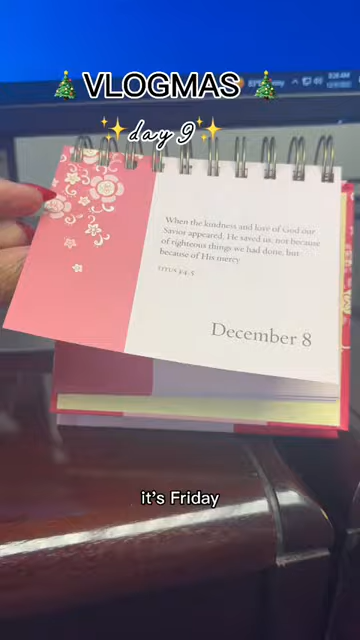 🎄VLOGMAS🎄
✨day 9✨
When the kindness and love of God our
Savior appeared, He saved us, not because
of righteous things we had done, but
because of His mercy.
TITUS 3:4-5
December 8
it's Friday